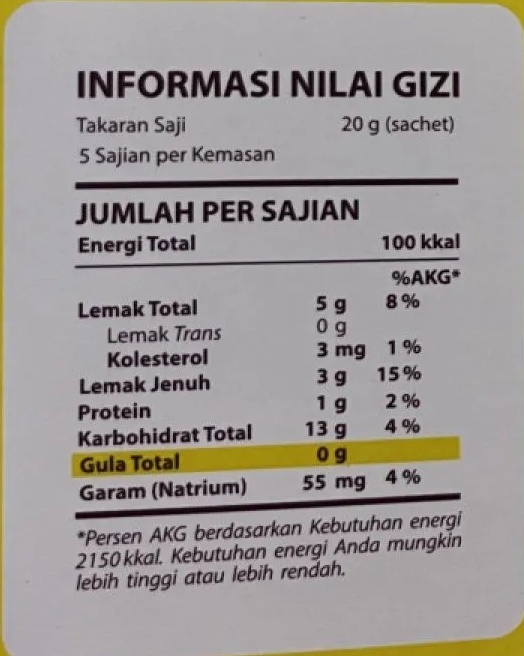 INFORMASI NILAI GIZI
Takaran Saji 20 g (sachet)
5 Sajian per Kemasan
JUMLAH PER SAJIAN
Energi Total 100 kkal
%AKG*
Lemak Total 5 g 8 %
Lemak Trans 0 g
Kolesterol 3 mg 1 %
Lemak Jenuh 3 g 15 %
Protein 1 g 2 %
Karbohidrat Total 13 g 4 %
Gula Total 0 g
Garam (Natrium) 55 mg 4 %
*Persen AKG berdasarkan Kebutuhan energi
2150 kkal. Kebutuhan energi Anda mungkin
lebih tinggi atau lebih rendah.